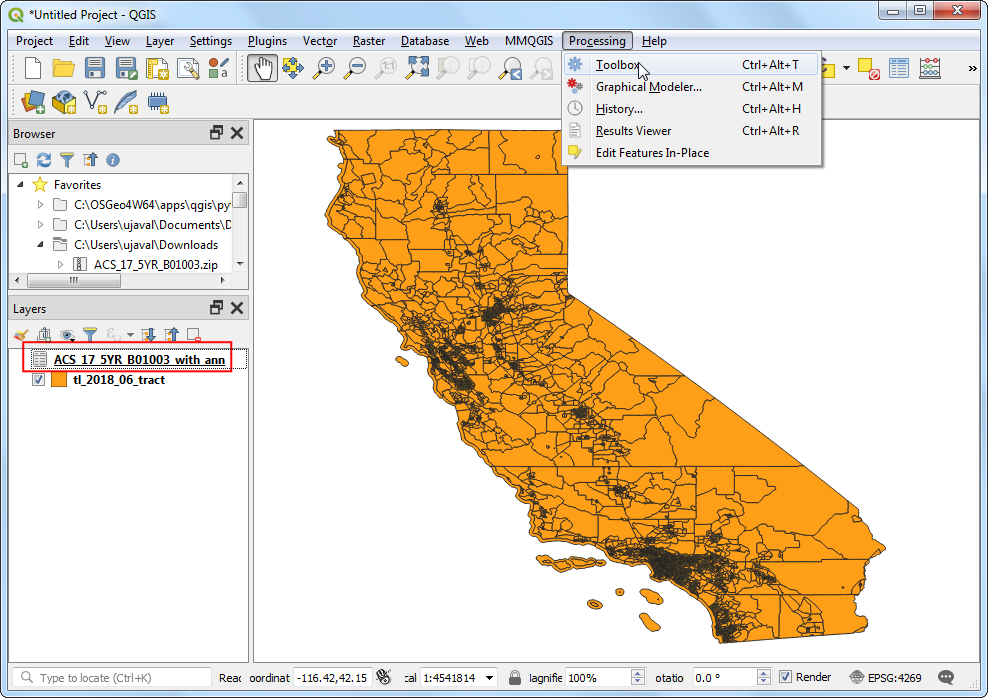 *Untitled Project - QGIS
Project Edit View Layer Settings Plugins Vector Raster Database Web MMQGIS Processing Help
Toolbox Ctrl+Alt+T
Graphical Modeler... Ctrl+Alt+M
History... Ctrl+Alt+H
Results Viewer Ctrl+Alt+R
Edit Features In-Place
1:1
»
Browser
Favorites
C:\OSGeo4W64\apps\qgis\py
C:\Users\ujaval\Documents\D
C:\Users\ujaval\Downloads
ACS_17_5YR_B01003.zip
Layers
ACS_17_5YR_B01003_with_ann
tl_2018_06_tract
Type to locate (Ctrl+K) Reac oordinat -116.42,42.15 cal 1:4541814 lagnifie 100% otatio 0.0 ° Render EPSG:4269